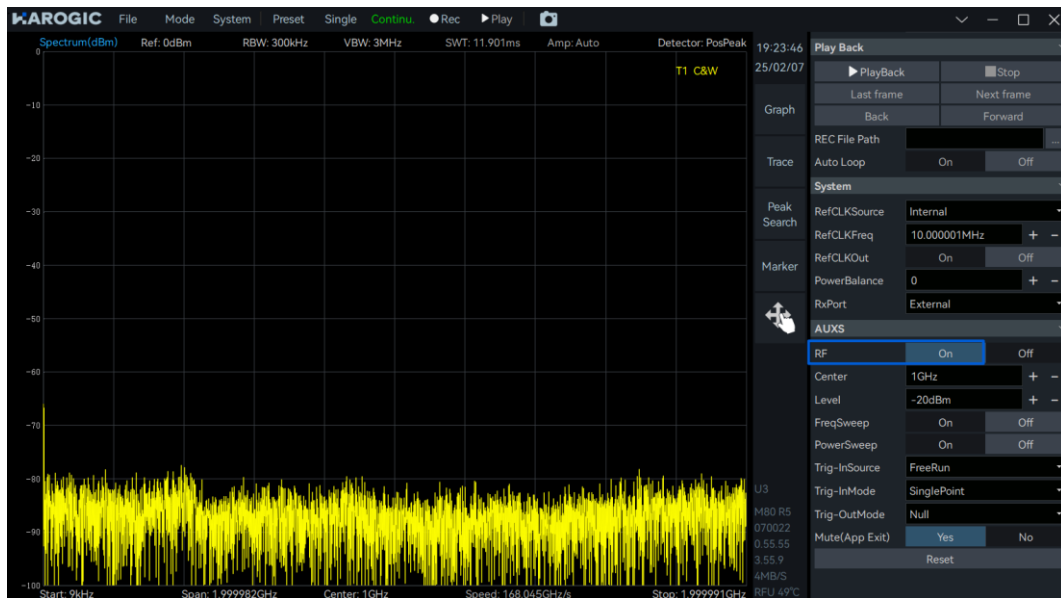 HAROGIC File Mode System Preset Single Continu. Rec Play
Spectrum(dBm) Ref: 0dBm RBW: 300kHz VBW: 3MHz SWT: 11.901ms Amp: Auto Detector: PosPeak
T1 C&W
0
-10
-20
-30
-40
-50
-60
-70
-80
-90
-100
Start: 9kHz Span: 1.999982GHz Center: 1GHz Speed: 168.045GHz/s Stop: 1.999991GHz
19:23:46
25/02/07
Graph
Trace
Peak
Search
Marker
U3
M80 R5
070022
0.55.55
3.55.9
4MB/S
RFU 49°C
Play Back
PlayBack Stop
Last frame Next frame
Back Forward
REC File Path ...
Auto Loop On Off
System
RefCLKSource Internal
RefCLKFreq 10.000001MHz + -
RefCLKOut On Off
PowerBalance 0 + -
RxPort External
AUXS
RF On Off
Center 1GHz + -
Level -20dBm + -
FreqSweep On Off
PowerSweep On Off
Trig-InSource FreeRun
Trig-InMode SinglePoint
Trig-OutMode Null
Mute(App Exit) Yes No
Reset